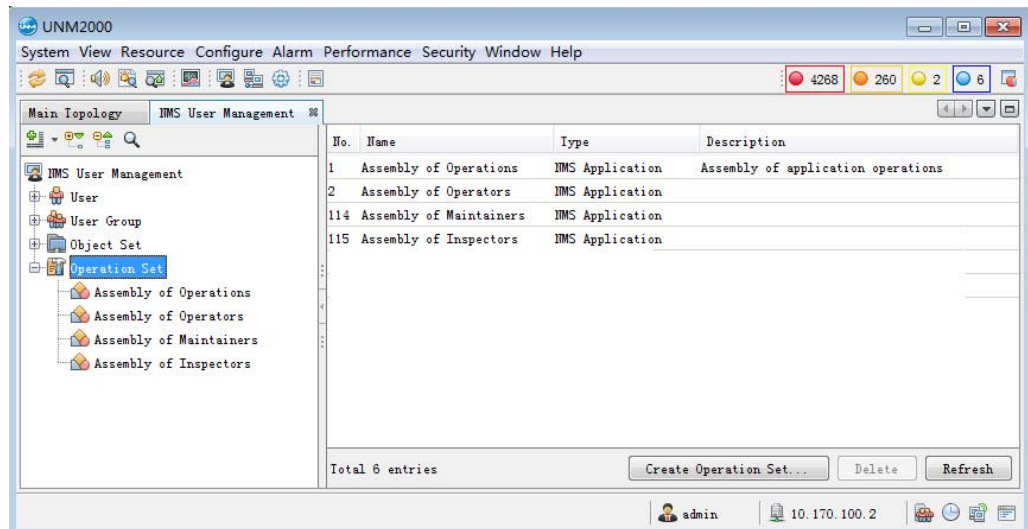 UNM2000
System View Resource Configure Alarm Performance Security Window Help
4268 260 2 6
Main Topology NMS User Management
No. Name Type Description
NMS User Management
User
User Group
Object Set
Operation Set
Assembly of Operations
Assembly of Operators
Assembly of Maintainers
Assembly of Inspectors
1 Assembly of Operations NMS Application Assembly of application operations
2 Assembly of Operators NMS Application
114 Assembly of Maintainers NMS Application
115 Assembly of Inspectors NMS Application
Total 6 entries Create Operation Set... Delete Refresh
admin 10.170.100.2